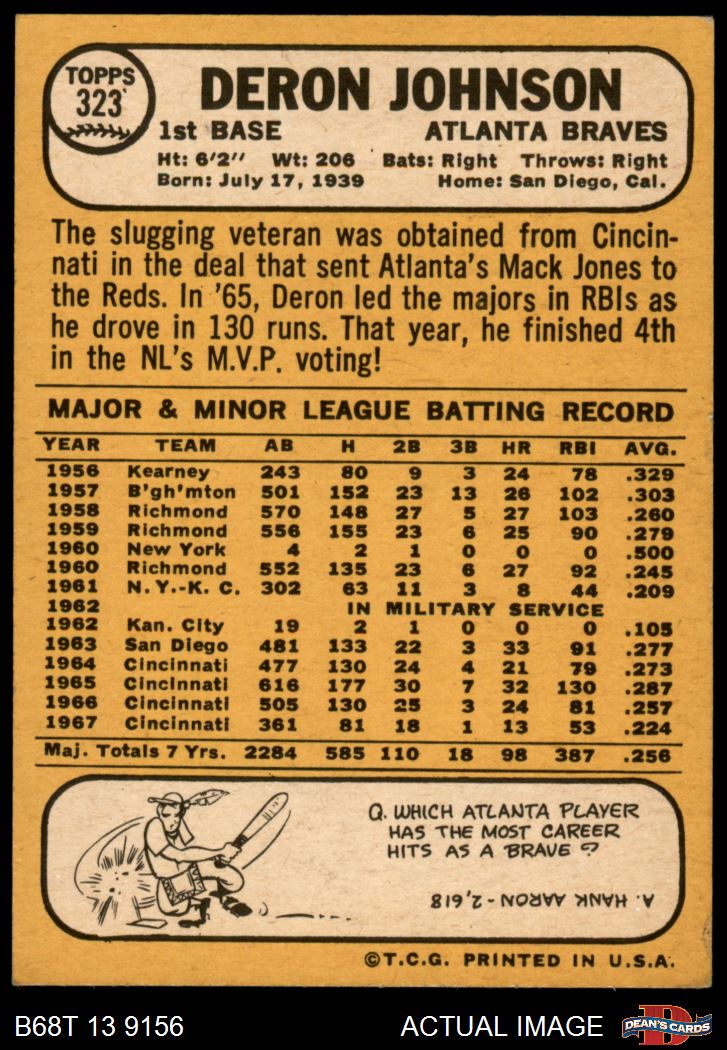 TOPPS
323
DERON JOHNSON
1st BASE ATLANTA BRAVES
Ht: 6'2" Wt: 206 Bats: Right Throws: Right
Born: July 17, 1939 Home: San Diego, Cal.
The slugging veteran was obtained from Cincin-
nati in the deal that sent Atlanta's Mack Jones to
the Reds. In '65, Deron led the majors in RBIs as
he drove in 130 runs. That year, he finished 4th
in the NL's M.V.P. voting!
MAJOR & MINOR LEAGUE BATTING RECORD
YEAR TEAM AB H 2B 3B HR RBI AVG.
1956 Kearney 243 80 9 3 24 78 .329
1957 B'gh'mton 501 152 23 13 26 102 .303
1958 Richmond 570 148 27 5 27 103 .260
1959 Richmond 556 155 23 6 25 90 .279
1960 New York 4 2 1 0 0 0 .500
1960 Richmond 552 135 23 6 27 92 .245
1961 N.Y.-K. C. 302 63 11 3 8 44 .209
1962 IN MILITARY SERVICE
1962 Kan. City 19 2 1 0 0 0 .105
1963 San Diego 481 133 22 3 33 91 .277
1964 Cincinnati 477 130 24 4 21 79 .273
1965 Cincinnati 616 177 30 7 32 130 .287
1966 Cincinnati 505 130 25 3 24 81 .257
1967 Cincinnati 361 81 18 1 13 53 .224
Maj. Totals 7 Yrs. 2284 585 110 18 98 387 .256
Q. WHICH ATLANTA PLAYER
HAS THE MOST CAREER
HITS AS A BRAVE?
A. HANK AARON - 2,618
©T.C.G. PRINTED IN U.S.A.
B68T 13 9156 ACTUAL IMAGE
D
DEAN'S CARDS